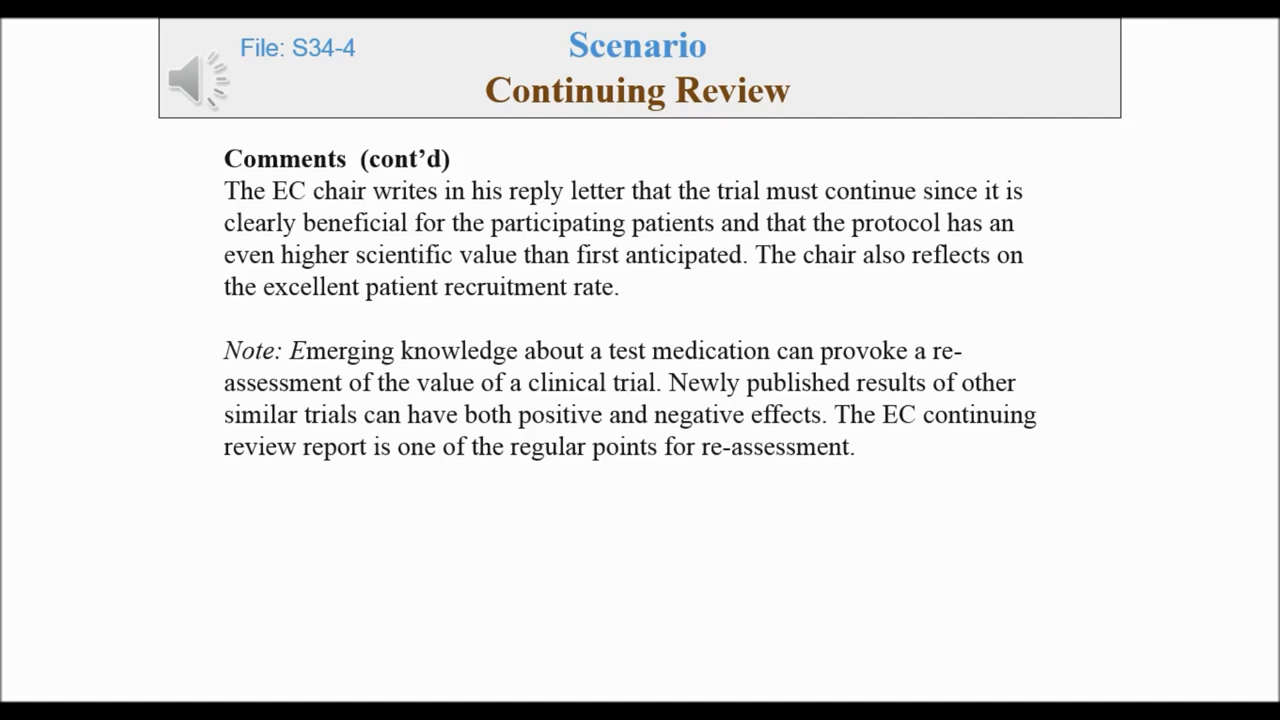 File: S34-4
Scenario
Continuing Review
Comments (cont’d)
The EC chair writes in his reply letter that the trial must continue since it is
clearly beneficial for the participating patients and that the protocol has an
even higher scientific value than first anticipated. The chair also reflects on
the excellent patient recruitment rate.
Note: Emerging knowledge about a test medication can provoke a re-
assessment of the value of a clinical trial. Newly published results of other
similar trials can have both positive and negative effects. The EC continuing
review report is one of the regular points for re-assessment.